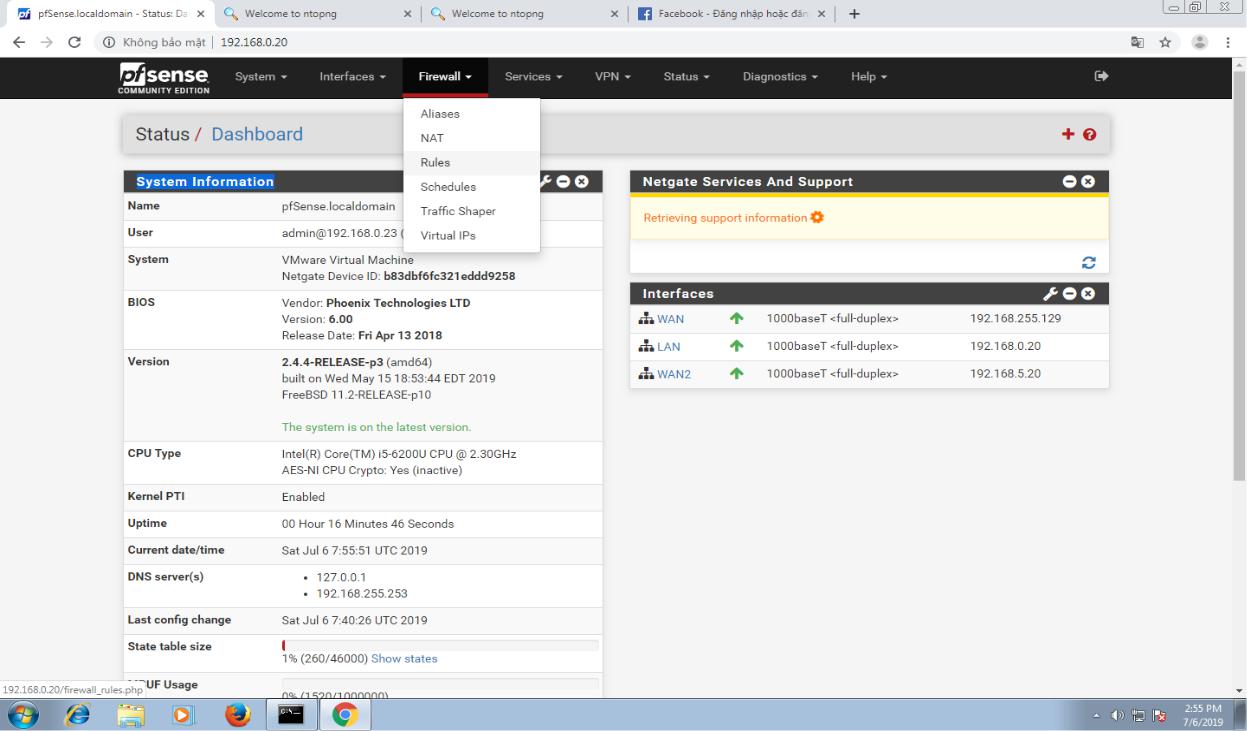 pfSense.localdomain - Status: Da
Welcome to ntopng
Welcome to ntopng
Facebook - Đăng nhập hoặc đăn
Không bảo mật
192.168.0.20
pfsense
COMMUNITY EDITION
System
Interfaces
Firewall
Services
VPN
Status
Diagnostics
Help
Aliases
NAT
Rules
Schedules
Traffic Shaper
Virtual IPs
Status / Dashboard
System Information
Name pfSense.localdomain
User admin@192.168.0.23 (
System VMware Virtual Machine
Netgate Device ID: b83dbf6fc321eddd9258
BIOS Vendor: Phoenix Technologies LTD
Version: 6.00
Release Date: Fri Apr 13 2018
Version 2.4.4-RELEASE-p3 (amd64)
built on Wed May 15 18:53:44 EDT 2019
FreeBSD 11.2-RELEASE-p10
The system is on the latest version.
CPU Type Intel(R) Core(TM) i5-6200U CPU @ 2.30GHz
AES-NI CPU Crypto: Yes (inactive)
Kernel PTI Enabled
Uptime 00 Hour 16 Minutes 46 Seconds
Current date/time Sat Jul 6 7:55:51 UTC 2019
DNS server(s) 127.0.0.1
192.168.255.253
Last config change Sat Jul 6 7:40:26 UTC 2019
State table size
1% (260/46000) Show states
BUF Usage
0% (1520/1000000)
Netgate Services And Support
Retrieving support information
Interfaces
WAN 1000baseT <full-duplex> 192.168.255.129
LAN 1000baseT <full-duplex> 192.168.0.20
WAN2 1000baseT <full-duplex> 192.168.5.20
192.168.0.20/firewall_rules.php
2:55 PM
7/6/2019